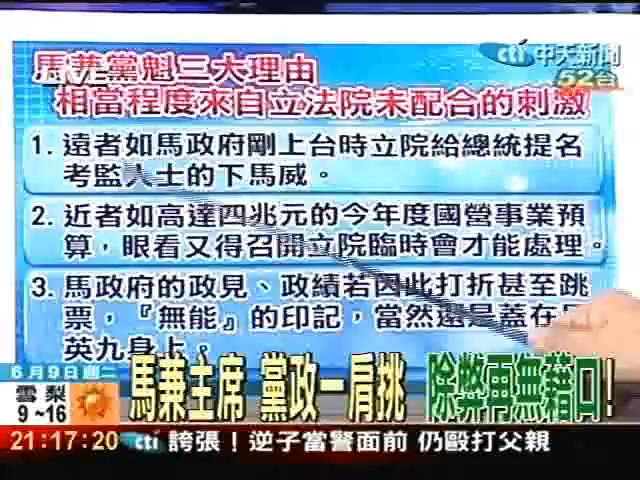 cti 中天新聞
52台
馬兼黨魁三大理由
相當程度來自立法院未配合的刺激
1. 遠者如馬政府剛上台時立院給總統提名
考監人士的下馬威。
2. 近者如高達四兆元的今年度國營事業預
算，眼看又得召開立院臨時會才能處理。
3. 馬政府的政見、政績若因此打折甚至跳
票，『無能』的印記，當然還是蓋在
英九身上。
馬兼主席 黨政一肩挑 除弊再無藉口!
6月9日週二
雪梨
9~16
21:17:20 cti 誇張！逆子當警面前 仍毆打父親